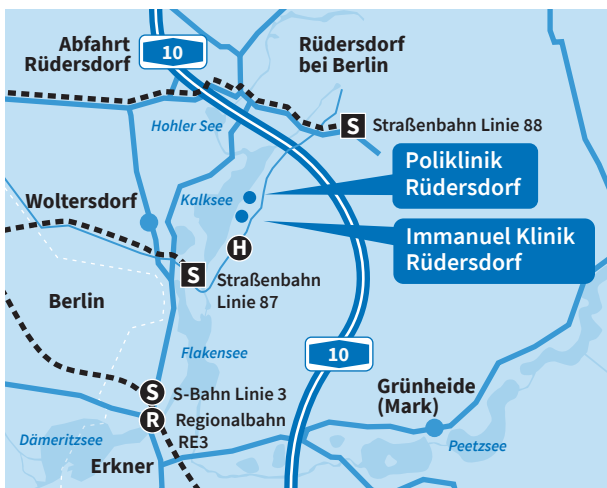 Abfahrt
Rüdersdorf
10
Rüdersdorf
bei Berlin
Hohler See
S
Straßenbahn Linie 88
Poliklinik
Rüdersdorf
Woltersdorf
Kalksee
Immanuel Klinik
Rüdersdorf
H
S
Straßenbahn
Linie 87
Berlin
Flakensee
10
Grünheide
(Mark)
S
S-Bahn Linie 3
R
Regionalbahn
RE3
Dämeritzsee
Peetzsee
Erkner